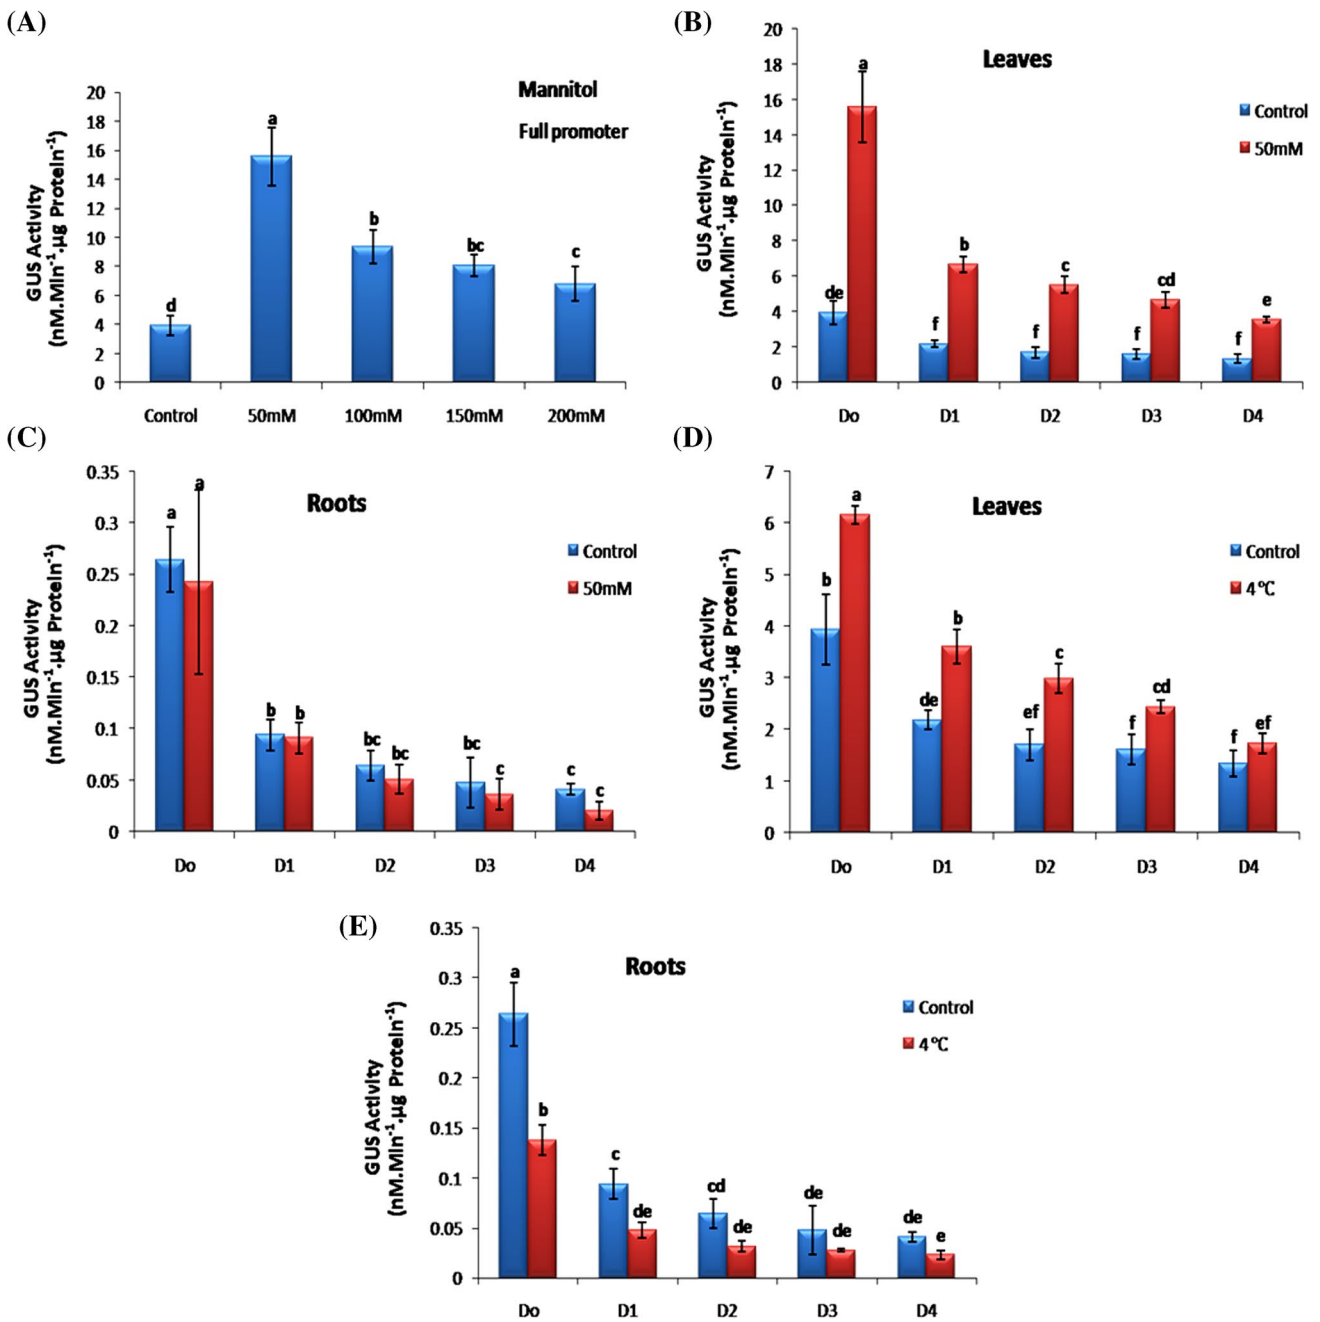 (A)
GUS Activity
(nM.MIn⁻¹.µg ProteIn⁻¹)
20
18
16
14
12
10
8
6
4
2
0
Mannitol
Full promoter
d
a
b
bc
c
Control 50mM 100mM 150mM 200mM
(B)
GUS Activity
(nM.MIn⁻¹.µg ProteIn⁻¹)
20
18
16
14
12
10
8
6
4
2
0
Leaves
Control
50mM
de a
f b
f c
f cd
f e
Do D1 D2 D3 D4
(C)
GUS Activity
(nM.MIn⁻¹.µg ProteIn⁻¹)
0.35
0.3
0.25
0.2
0.15
0.1
0.05
0
Roots
Control
50mM
a a
b b
bc bc
bc c
c c
Do D1 D2 D3 D4
(D)
GUS Activity
(nM.MIn⁻¹.µg ProteIn⁻¹)
7
6
5
4
3
2
1
0
Leaves
Control
4°C
b a
de b
ef c
f cd
f ef
Do D1 D2 D3 D4
(E)
GUS Activity
(nM.MIn⁻¹.µg ProteIn⁻¹)
0.35
0.3
0.25
0.2
0.15
0.1
0.05
0
Roots
Control
4°C
a b
c de
cd de
de de
de e
Do D1 D2 D3 D4